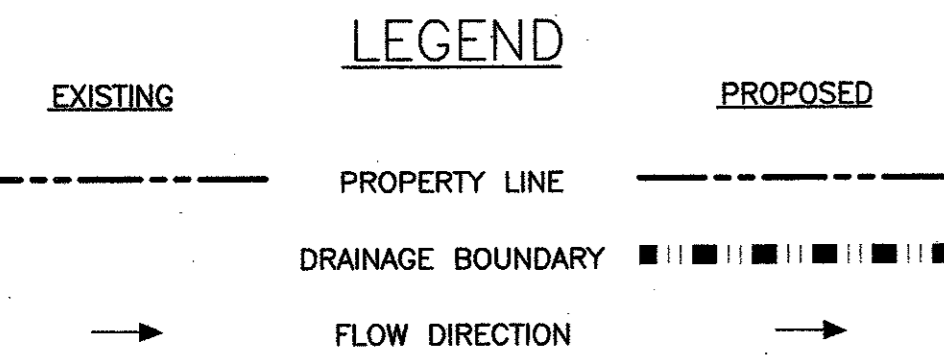 LEGEND
EXISTING PROPOSED
PROPERTY LINE
DRAINAGE BOUNDARY
FLOW DIRECTION